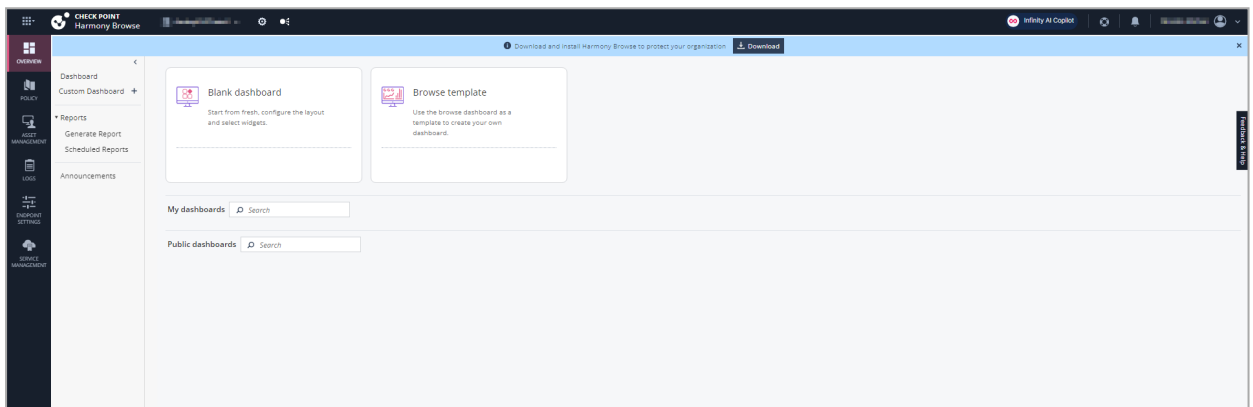 CHECK POINT
Harmony Browse
Infinity AI Copilot
Download and install Harmony Browse to protect your organization
Download
OVERVIEW
POLICY
ASSET
MANAGEMENT
LOGS
ENDPOINT
SETTINGS
SERVICE
MANAGEMENT
Dashboard
Custom Dashboard +
Reports
Generate Report
Scheduled Reports
Announcements
Blank dashboard
Start from fresh, configure the layout
and select widgets.
Browse template
Use the browse dashboard as a
template to create your own
dashboard.
My dashboards Search
Public dashboards Search
Feedback & Help